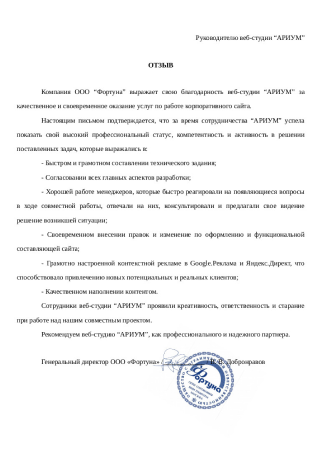 Руководителю веб-студии “АРИУМ”
ОТЗЫВ
Компания ООО “Фортуна” выражает свою благодарность веб-студии “АРИУМ” за
качественное и своевременное оказание услуг по работе корпоративного сайта.
Настоящим письмом подтверждается, что за время сотрудничества “АРИУМ” успела
показать свой высокий профессиональный статус, компетентность и активность в решении
поставленных задач, которые выражались в:
- Быстром и грамотном составлении технического задания;
- Согласовании всех главных аспектов разработки;
- Хорошей работе менеджеров, которые быстро реагировали на появляющиеся вопросы
в ходе совместной работы, отвечали на них, консультировали и предлагали свое видение
решение возникшей ситуации;
- Своевременном внесении правок и изменение по оформлению и функциональной
составляющей сайта;
- Грамотно настроенной контекстной рекламе в Google.Реклама и Яндекс.Директ, что
способствовало привлечению новых потенциальных и реальных клиентов;
- Качественном наполнении контентом.
Сотрудники веб-студии “АРИУМ” проявили креативность, ответственность и старание
при работе над нашим совместным проектом.
Рекомендуем веб-студию “АРИУМ”, как профессионального и надежного партнера.
Генеральный директор ООО «Фортуна» В. Добронравов
Фортуна